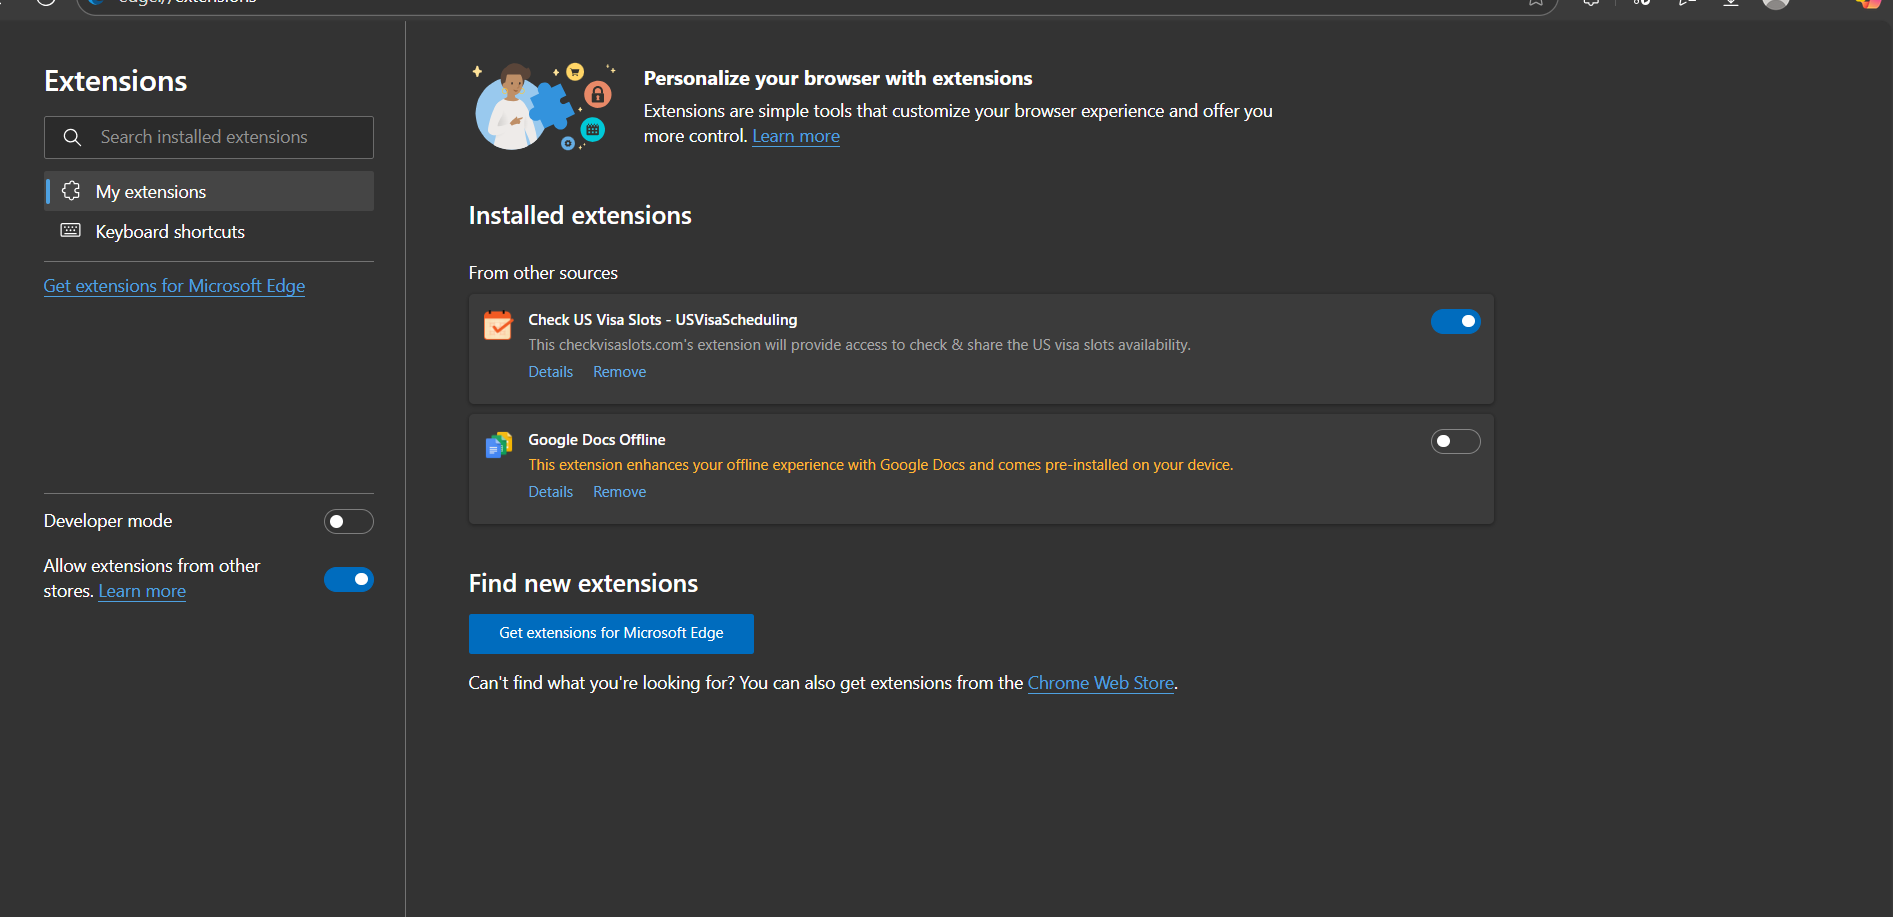 Extensions
Search installed extensions
My extensions
Keyboard shortcuts
Get extensions for Microsoft Edge
Developer mode
Allow extensions from other
stores. Learn more
Personalize your browser with extensions
Extensions are simple tools that customize your browser experience and offer you
more control. Learn more
Installed extensions
From other sources
Check US Visa Slots - USVisaScheduling
This checkvisaslots.com's extension will provide access to check & share the US visa slots availability.
Details Remove
Google Docs Offline
This extension enhances your offline experience with Google Docs and comes pre-installed on your device.
Details Remove
Find new extensions
Get extensions for Microsoft Edge
Can't find what you're looking for? You can also get extensions from the Chrome Web Store.